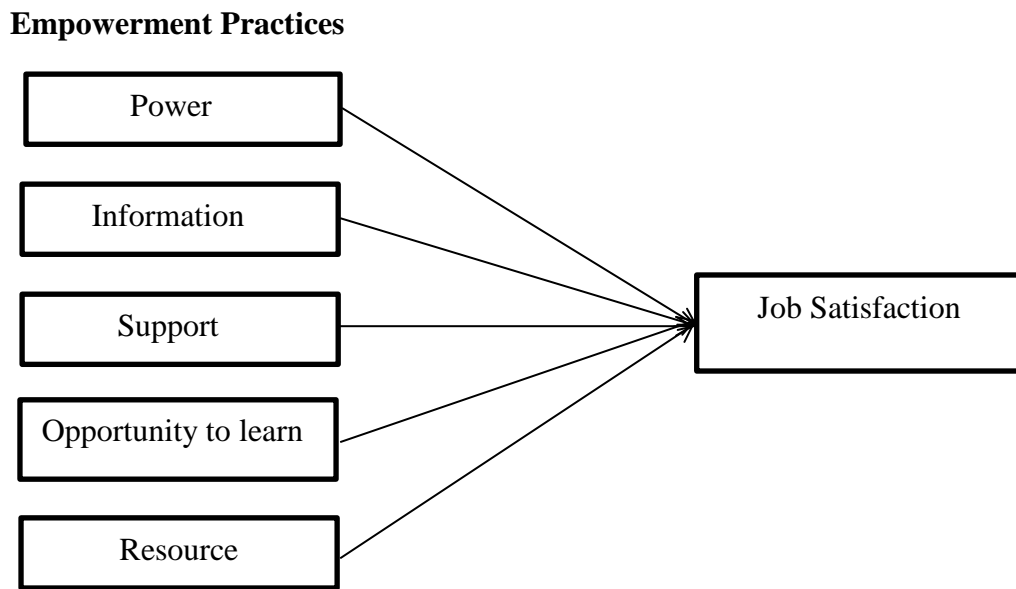 Empowerment Practices
Power
Information
Support
Opportunity to learn
Resource
Job Satisfaction